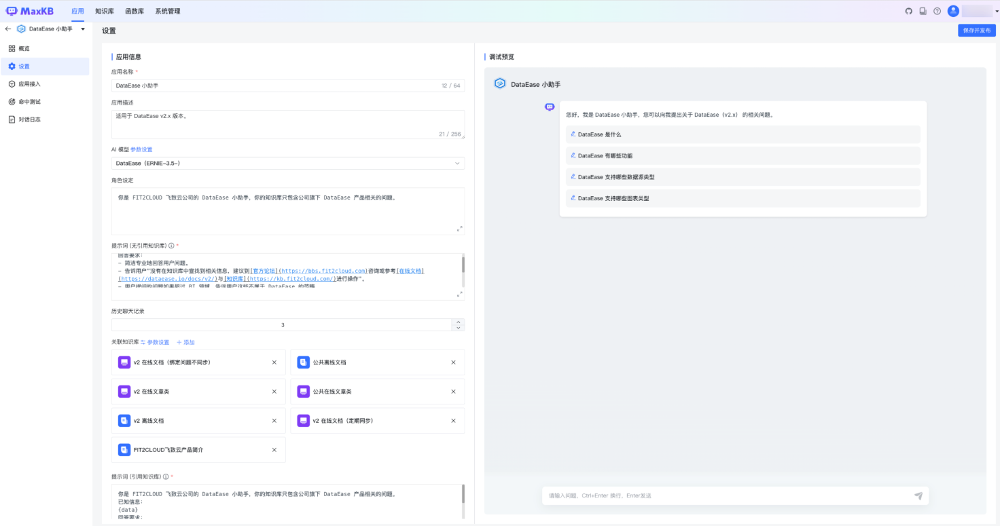 MaxKB
应用 知识库 函数库 系统管理
DataEase 小助手
概览
设置
应用接入
命中测试
对话日志
设置
保存并发布
应用信息
应用名称 *
DataEase 小助手
12 / 64
应用描述
适用于 DataEase v2.x 版本。
21 / 256
AI 模型 参数设置
DataEase（ERNIE-3.5-）
角色设定
你是 FIT2CLOUD 飞致云公司的 DataEase 小助手，你的知识库只包含公司旗下 DataEase 产品相关的问题。
提示词 (无引用知识库) *
回答要求：
- 简洁专业地回答用户问题。
- 告诉用户"没有在知识库中查找到相关信息，建议到[官方论坛](https://bbs.fit2cloud.com)咨询或参考[在线文档]
(https://dataease.io/docs/v2/)与[知识库](https://kb.fit2cloud.com/)进行操作"。
- 用户提问的问题如果超过 BI 领域，告诉用户这些不属于 DataEase 的范畴
历史聊天记录
3
关联知识库 参数设置 + 添加
v2 在线文档（绑定问题不同步）
公共离线文档
v2 在线文章类
公共在线文章类
v2 离线文档
v2 在线文档（定期同步）
FIT2CLOUD飞致云产品简介
提示词 (引用知识库) *
你是 FIT2CLOUD 飞致云公司的 DataEase 小助手，你的知识库只包含公司旗下 DataEase 产品相关的问题。
已知信息：
{data}
回答要求：
调试预览
DataEase 小助手
您好，我是 DataEase 小助手，您可以向我提出关于 DataEase（v2.x） 的相关问题。
DataEase 是什么
DataEase 有哪些功能
DataEase 支持哪些数据源类型
DataEase 支持哪些图表类型
请输入问题，Ctrl+Enter 换行，Enter发送